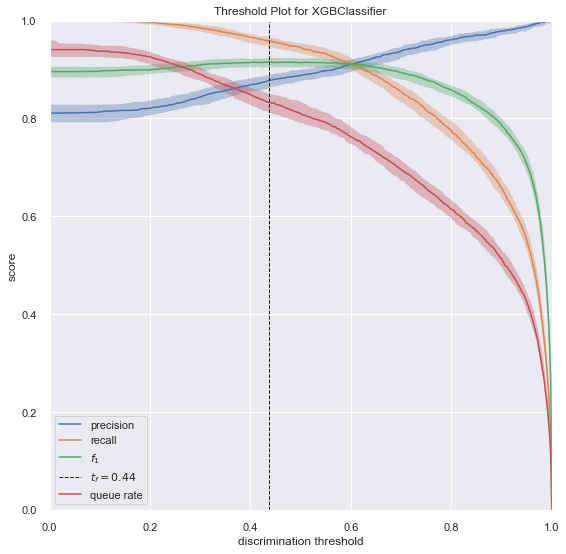 Threshold Plot for XGBClassifier
1.0
0.8
0.6
0.4
0.2
0.0
score
precision
recall
f₁
tᵣ = 0.44
queue rate
0.0 0.2 0.4 0.6 0.8 1.0
discrimination threshold